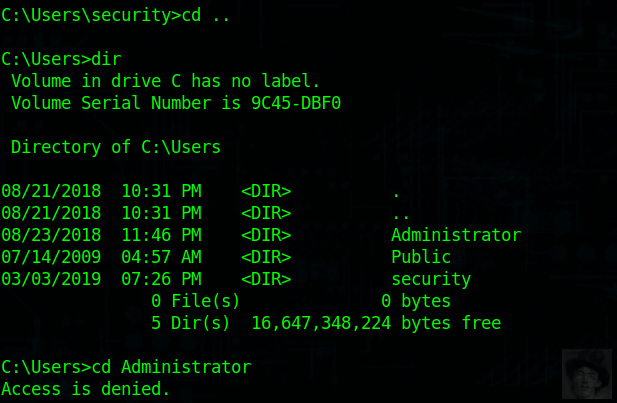 C:\Users\security>cd ..
C:\Users>dir
 Volume in drive C has no label.
 Volume Serial Number is 9C45-DBF0
 Directory of C:\Users
08/21/2018  10:31 PM    <DIR>          .
08/21/2018  10:31 PM    <DIR>          ..
08/23/2018  11:46 PM    <DIR>          Administrator
07/14/2009  04:57 AM    <DIR>          Public
03/03/2019  07:26 PM    <DIR>          security
               0 File(s)              0 bytes
               5 Dir(s)  16,647,348,224 bytes free
C:\Users>cd Administrator
Access is denied.